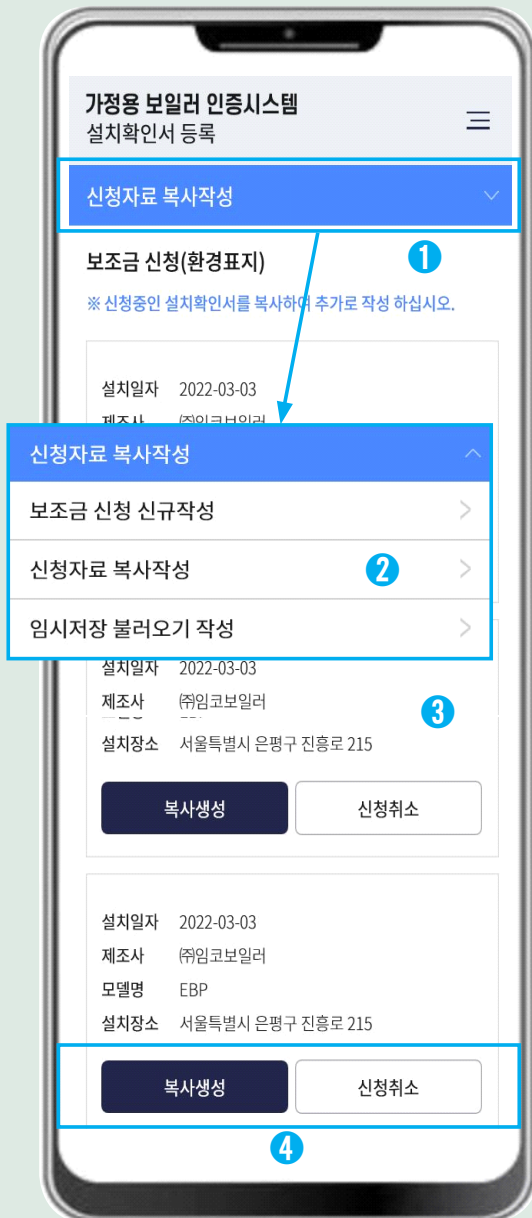 가정용 보일러 인증시스템
설치확인서 등록
신청자료 복사작성
❶
보조금 신청(환경표지)
※ 신청중인 설치확인서를 복사하여 추가로 작성 하십시오.
설치일자 2022-03-03
제조사 ㈜임코보일러
신청자료 복사작성
보조금 신청 신규작성
신청자료 복사작성 ❷
임시저장 불러오기 작성
설치일자 2022-03-03
제조사 ㈜임코보일러
❸
설치장소 서울특별시 은평구 진흥로 215
복사생성 신청취소
설치일자 2022-03-03
제조사 ㈜임코보일러
모델명 EBP
설치장소 서울특별시 은평구 진흥로 215
복사생성 신청취소
❹